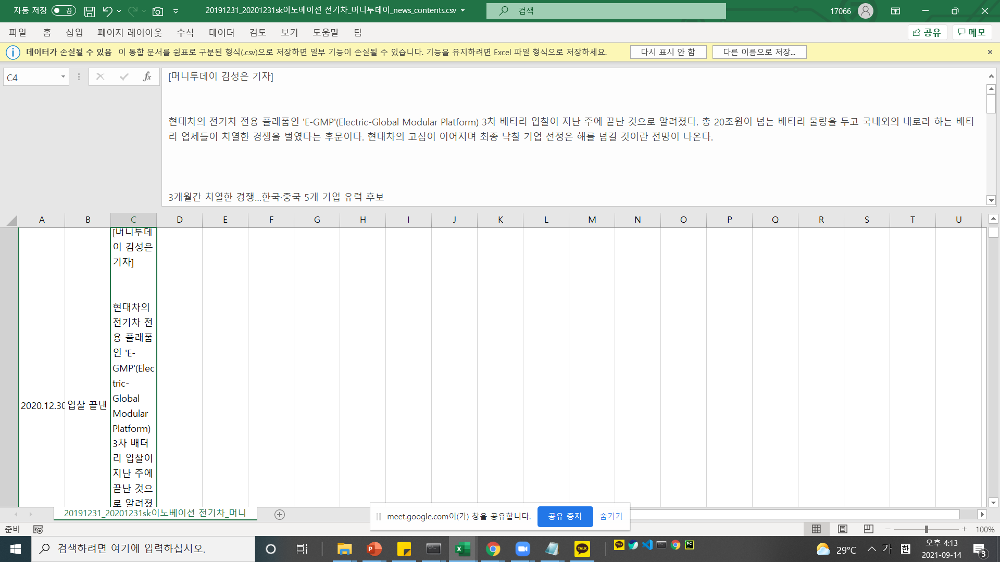 자동 저장 끔 20191231_20201231sk이노베이션 전기차_머니투데이_news_contents.csv 검색 17066
파일 홈 삽입 페이지 레이아웃 수식 데이터 검토 보기 도움말 팀 공유 메모
데이터가 손실될 수 있음 이 통합 문서를 쉼표로 구분된 형식(.csv)으로 저장하면 일부 기능이 손실될 수 있습니다. 기능을 유지하려면 Excel 파일 형식으로 저장하세요. 다시 표시 안 함 다른 이름으로 저장...
C4 fx [머니투데이 김성은 기자]
현대차의 전기차 전용 플래폼인 'E-GMP'(Electric-Global Modular Platform) 3차 배터리 입찰이 지난 주에 끝난 것으로 알려졌다. 총 20조원이 넘는 배터리 물량을 두고 국내외의 내로라 하는 배터
리 업체들이 치열한 경쟁을 벌였다는 후문이다. 현대차의 고심이 이어지며 최종 낙찰 기업 선정은 해를 넘길 것이란 전망이 나온다.
3개월간 치열한 경쟁...한국·중국 5개 기업 유력 후보
A B C D E F G H I J K L M N O P Q R S T U
[머니투데
이 김성은
기자]
현대차의
전기차 전
용 플래폼
인 'E-
GMP'(Elec
tric-
Global
Modular
Platform)
3차 배터
리 입찰이
지난 주에
끝난 것으
로 알려졌
2020.12.30 입찰 끝낸
20191231_20201231sk이노베이션 전기차_머니
meet.google.com이(가) 창을 공유합니다. 공유 중지 숨기기
준비 100%
검색하려면 여기에 입력하십시오. TALK TALK PC 29°C 가 한 오후 4:13
2021-09-14 3